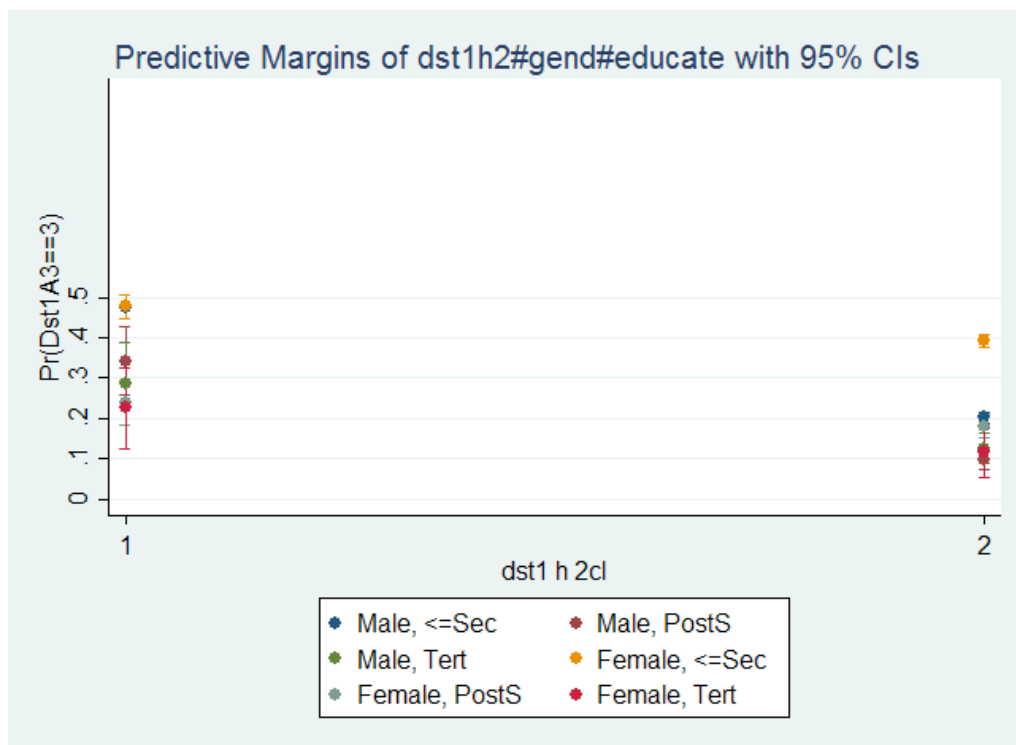 Predictive Margins of dst1h2#gend#educate with 95% CIs
Pr(Dst1A3==3)
.5
.4
.3
.2
.1
0
1 2
dst1 h 2cl
Male, <=Sec Male, PostS
Male, Tert Female, <=Sec
Female, PostS Female, Tert